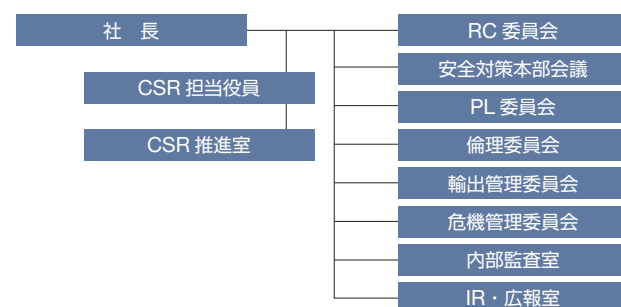 社　長
CSR 担当役員
CSR 推進室
RC 委員会
安全対策本部会議
PL 委員会
倫理委員会
輸出管理委員会
危機管理委員会
内部監査室
IR・広報室